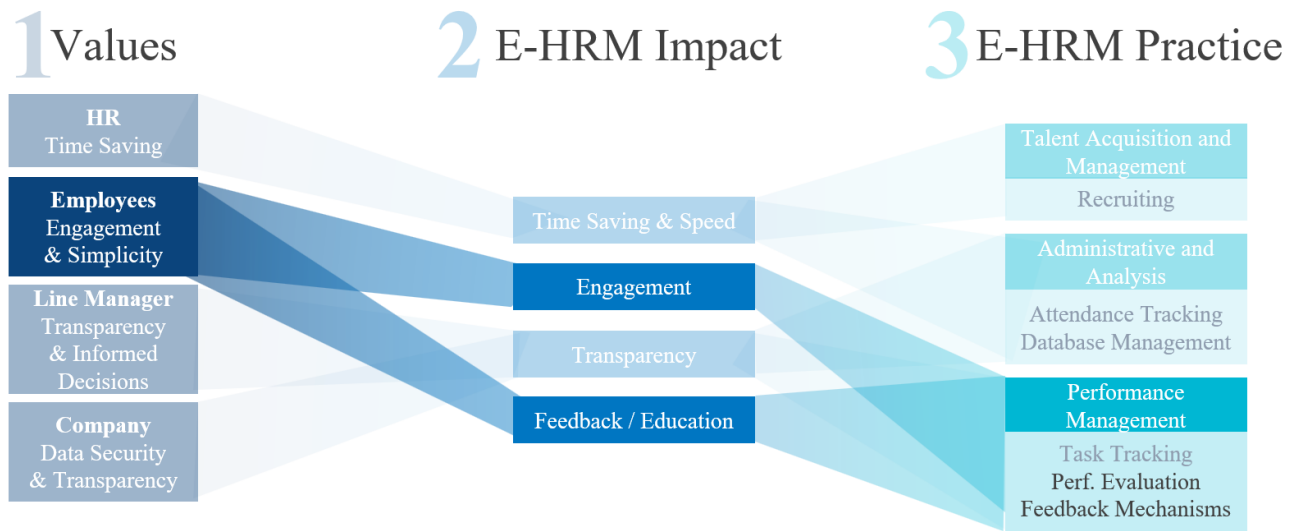 1 Values
2 E-HRM Impact
3 E-HRM Practice
HR
Time Saving
Employees
Engagement
& Simplicity
Line Manager
Transparency
& Informed
Decisions
Company
Data Security
& Transparency
Time Saving & Speed
Engagement
Transparency
Feedback / Education
Talent Acquisition and
Management
Recruiting
Administrative and
Analysis
Attendance Tracking
Database Management
Performance
Management
Task Tracking
Perf. Evaluation
Feedback Mechanisms